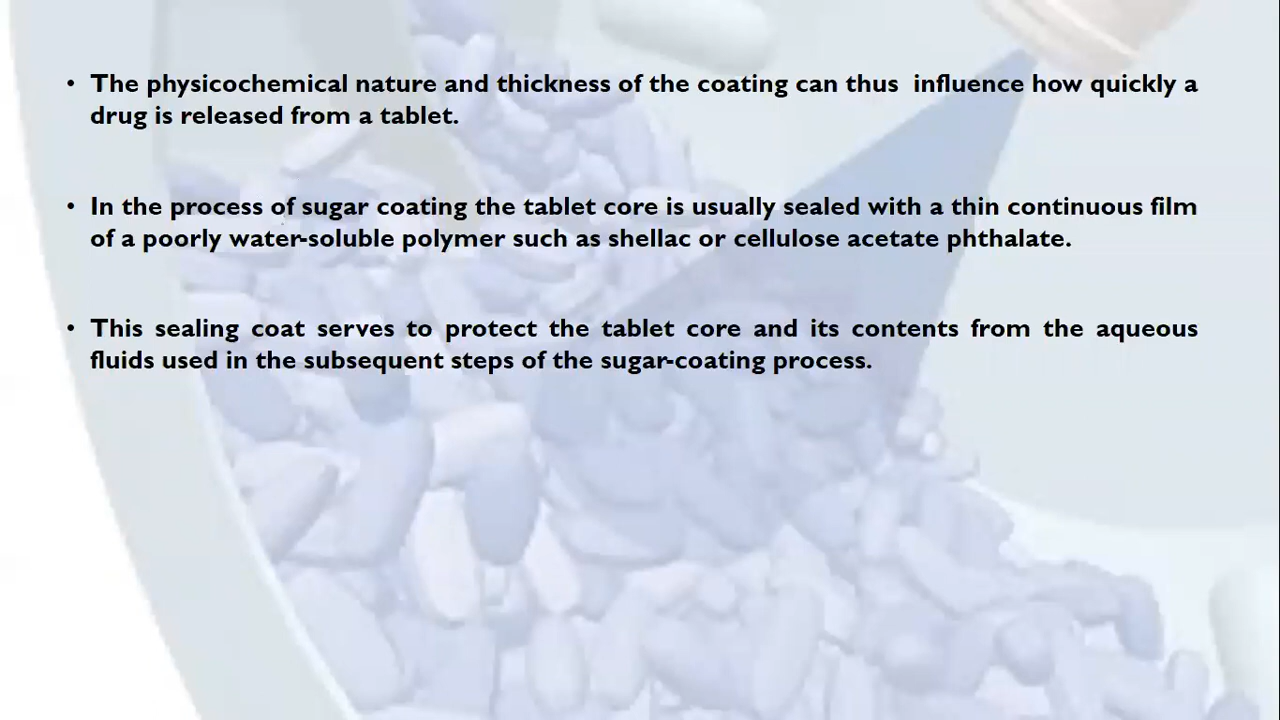 • The physicochemical nature and thickness of the coating can thus influence how quickly a
drug is released from a tablet.
• In the process of sugar coating the tablet core is usually sealed with a thin continuous film
of a poorly water-soluble polymer such as shellac or cellulose acetate phthalate.
• This sealing coat serves to protect the tablet core and its contents from the aqueous
fluids used in the subsequent steps of the sugar-coating process.